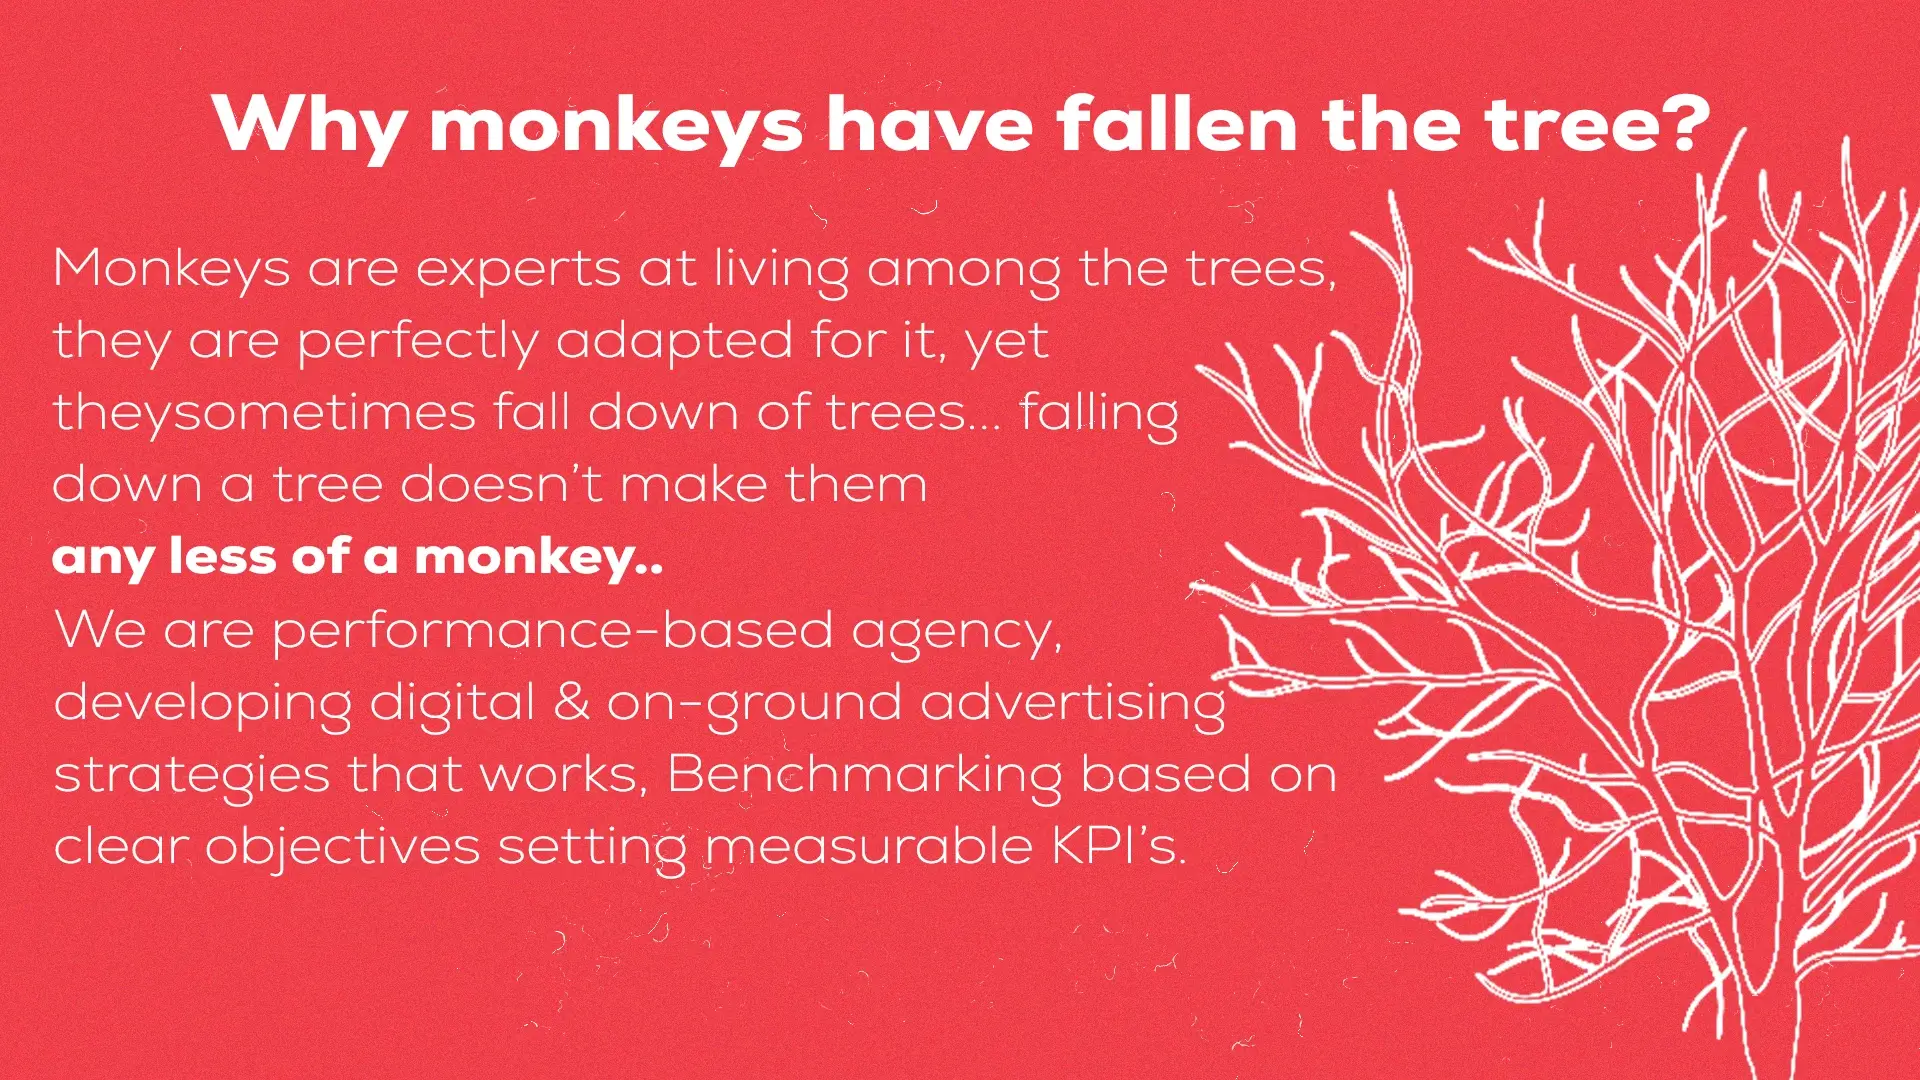 Why monkeys have fallen the tree?
Monkeys are experts at living among the trees,
they are perfectly adapted for it, yet
theysometimes fall down of trees... falling
down a tree doesn’t make them
any less of a monkey..
We are performance-based agency,
developing digital & on-ground advertising
strategies that works, Benchmarking based on
clear objectives setting measurable KPI’s.